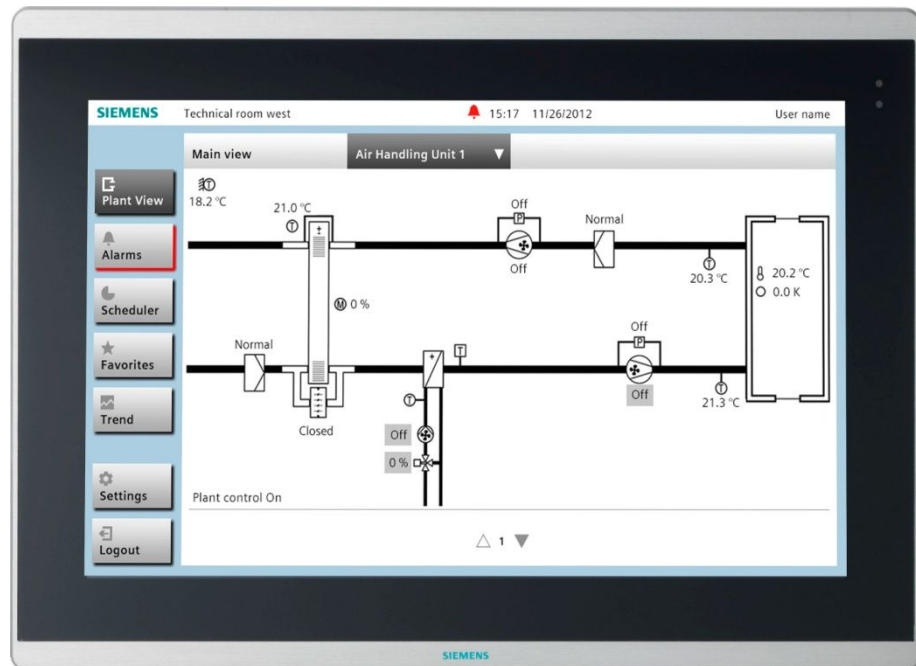 SIEMENS
Technical room west
15:17 11/26/2012
User name
Main view
Air Handling Unit 1
Plant View
Alarms
Scheduler
Favorites
Trend
Settings
Logout
T
18.2 °C
21.0 °C
T
Off
P
Off
Normal
T
20.3 °C
20.2 °C
0.0 K
M 0 %
Normal
T
Off
P
Off
T
21.3 °C
Closed
T
Off
0 %
Plant control On
1
SIEMENS